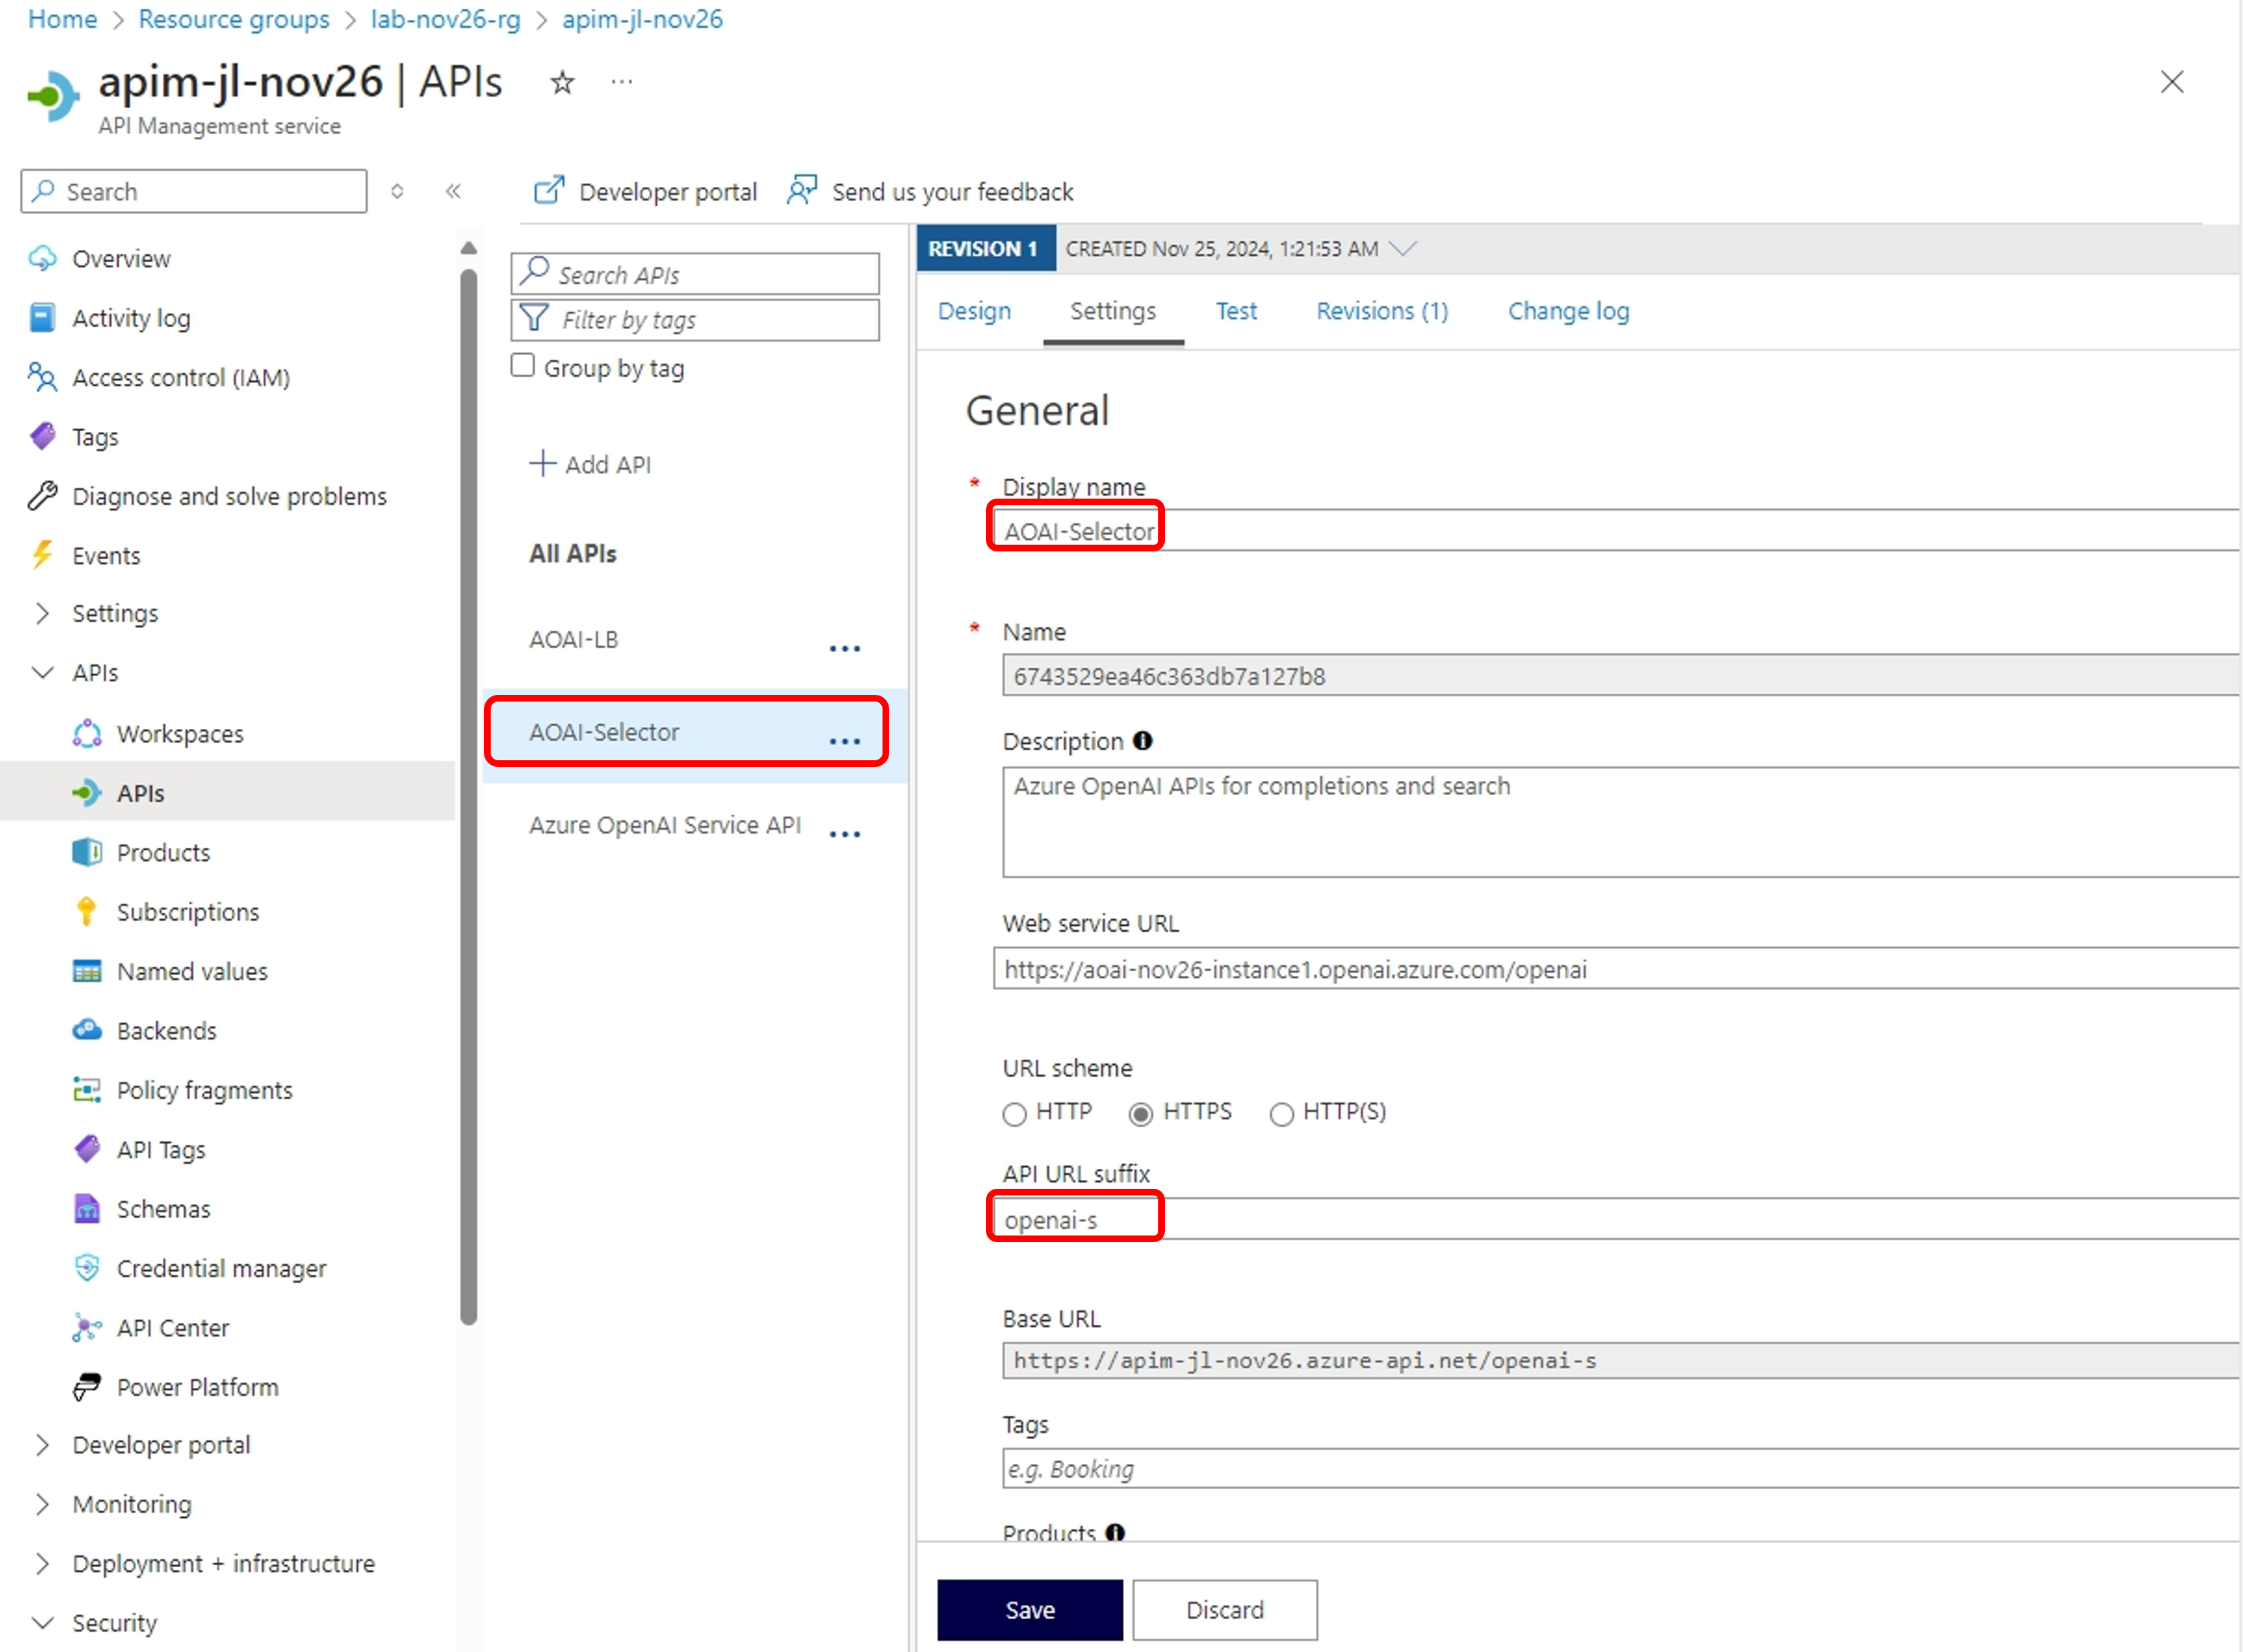 Home > Resource groups > lab-nov26-rg > apim-jl-nov26
apim-jl-nov26 | APIs
API Management service
Search
Developer portal
Send us your feedback
Overview
Activity log
Access control (IAM)
Tags
Diagnose and solve problems
Events
Settings
APIs
Workspaces
APIs
Products
Subscriptions
Named values
Backends
Policy fragments
API Tags
Schemas
Credential manager
API Center
Power Platform
Developer portal
Monitoring
Deployment + infrastructure
Security
Search APIs
Filter by tags
Group by tag
Add API
All APIs
AOAI-LB
AOAI-Selector
Azure OpenAI Service API
REVISION 1 CREATED Nov 25, 2024, 1:21:53 AM
Design Settings Test Revisions (1) Change log
General
* Display name
AOAI-Selector
* Name
6743529ea46c363db7a127b8
Description
Azure OpenAI APIs for completions and search
Web service URL
https://aoai-nov26-instance1.openai.azure.com/openai
URL scheme
HTTP HTTPS HTTP(S)
API URL suffix
openai-s
Base URL
https://apim-jl-nov26.azure-api.net/openai-s
Tags
e.g. Booking
Products
Save Discard